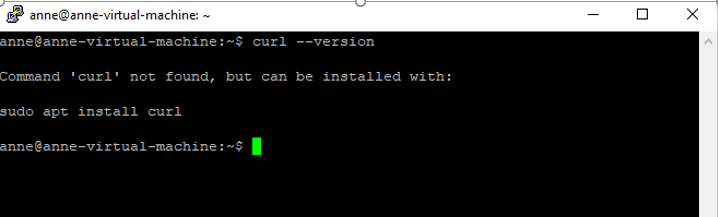 anne@anne-virtual-machine: ~
anne@anne-virtual-machine:~$ curl --version
Command 'curl' not found, but can be installed with:
sudo apt install curl
anne@anne-virtual-machine:~$